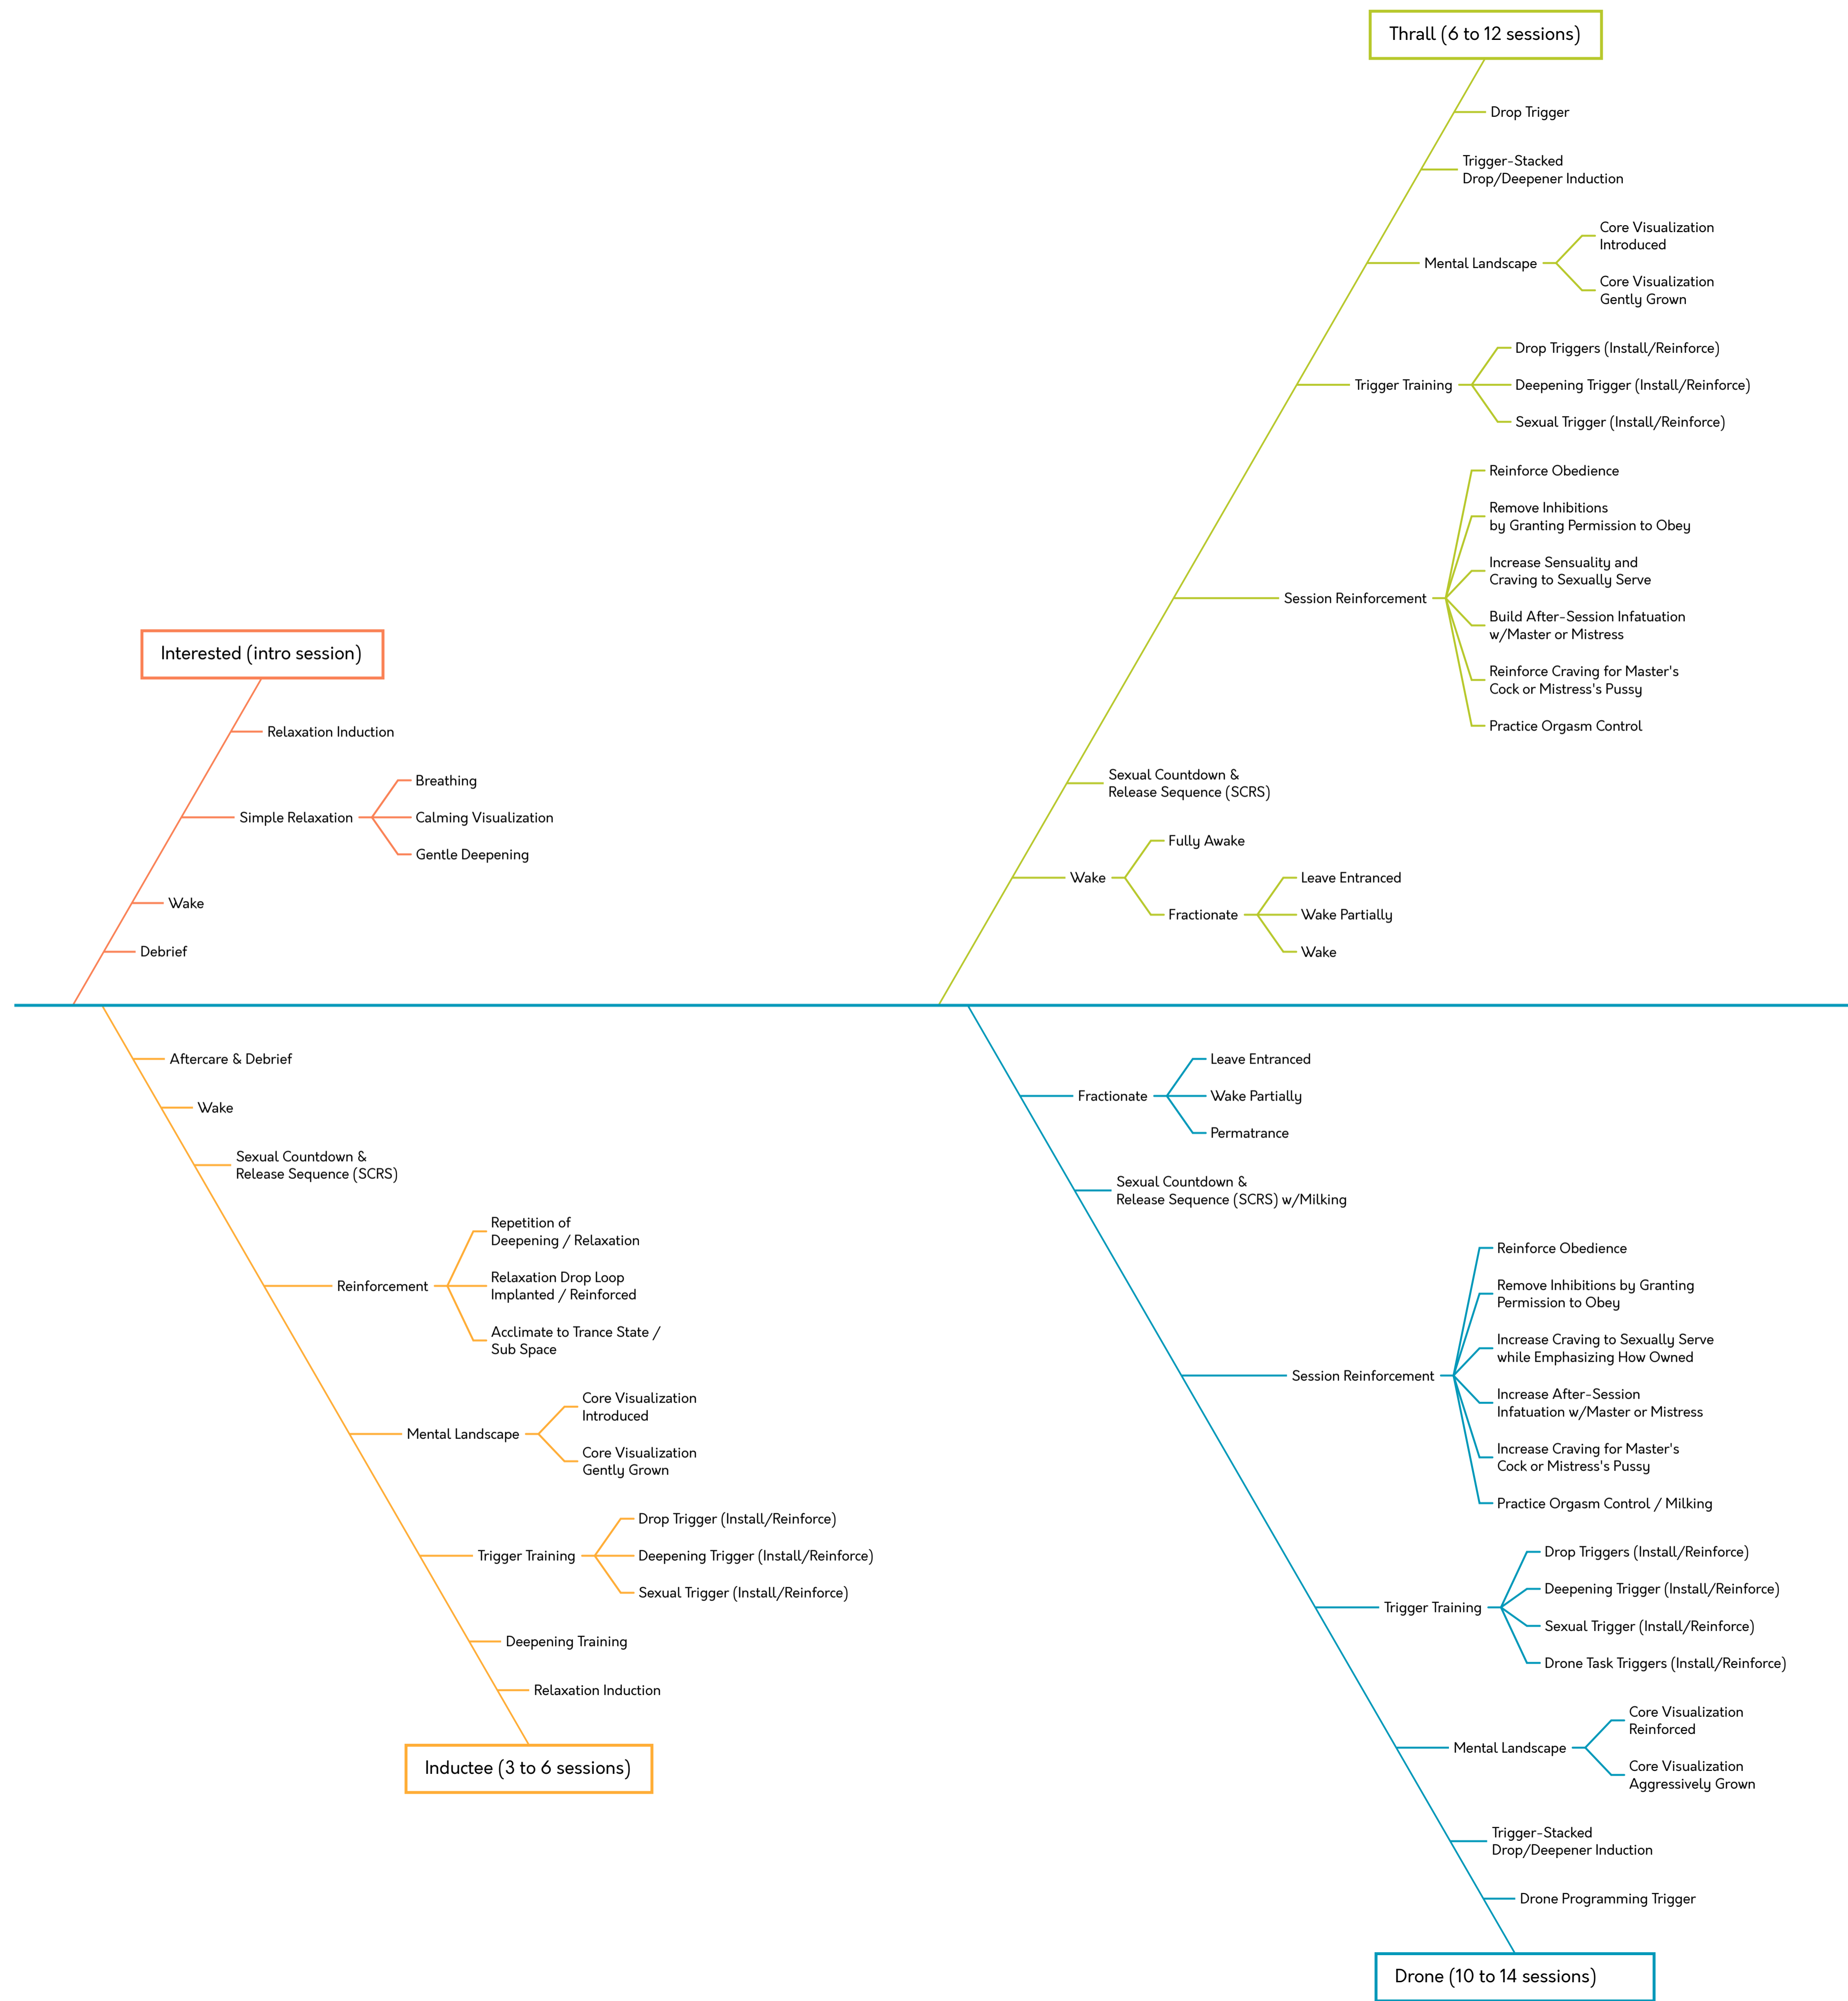 Thrall (6 to 12 sessions)
Drop Trigger
Trigger-Stacked
Drop/Deepener Induction
Mental Landscape
Core Visualization
Introduced
Core Visualization
Gently Grown
Trigger Training
Drop Triggers (Install/Reinforce)
Deepening Trigger (Install/Reinforce)
Sexual Trigger (Install/Reinforce)
Session Reinforcement
Reinforce Obedience
Remove Inhibitions
by Granting Permission to Obey
Increase Sensuality and
Craving to Sexually Serve
Build After-Session Infatuation
w/Master or Mistress
Reinforce Craving for Master's
Cock or Mistress's Pussy
Practice Orgasm Control
Sexual Countdown &
Release Sequence (SCRS)
Wake
Fully Awake
Fractionate
Leave Entranced
Wake Partially
Wake
Interested (intro session)
Relaxation Induction
Simple Relaxation
Breathing
Calming Visualization
Gentle Deepening
Wake
Debrief
Aftercare & Debrief
Wake
Sexual Countdown &
Release Sequence (SCRS)
Reinforcement
Repetition of
Deepening / Relaxation
Relaxation Drop Loop
Implanted / Reinforced
Acclimate to Trance State /
Sub Space
Mental Landscape
Core Visualization
Introduced
Core Visualization
Gently Grown
Trigger Training
Drop Trigger (Install/Reinforce)
Deepening Trigger (Install/Reinforce)
Sexual Trigger (Install/Reinforce)
Deepening Training
Relaxation Induction
Inductee (3 to 6 sessions)
Fractionate
Leave Entranced
Wake Partially
Permatrance
Sexual Countdown &
Release Sequence (SCRS) w/Milking
Session Reinforcement
Reinforce Obedience
Remove Inhibitions by Granting
Permission to Obey
Increase Craving to Sexually Serve
while Emphasizing How Owned
Increase After-Session
Infatuation w/Master or Mistress
Increase Craving for Master's
Cock or Mistress's Pussy
Practice Orgasm Control / Milking
Trigger Training
Drop Triggers (Install/Reinforce)
Deepening Trigger (Install/Reinforce)
Sexual Trigger (Install/Reinforce)
Drone Task Triggers (Install/Reinforce)
Mental Landscape
Core Visualization
Reinforced
Core Visualization
Aggressively Grown
Trigger-Stacked
Drop/Deepener Induction
Drone Programming Trigger
Drone (10 to 14 sessions)